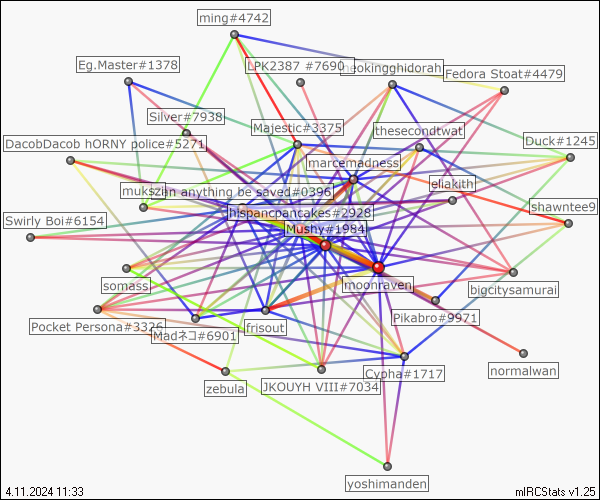 ming#4742
LPK2387 #7690
neokingghidorah
Eg.Master#1378
Fedora Stoat#4479
Silver#7938
Majestic#3375
thesecondtwat
DacobDacob hORNY police#5271
Duck#1245
marcemadness
eliakith
can anything be saved#0396
shawntee9
Swirly Boi#6154
hispancpancakes#2928
Mushy#1984
somass
moonraven
bigcitysamurai
Pocket Persona#3326
Madネコ#6901
frisout
Pikabro#9971
normalwan
Cypha#1717
zebula
JKOUYH VIII#7034
yoshimanden
4.11.2024 11:33
mIRCStats v1.25